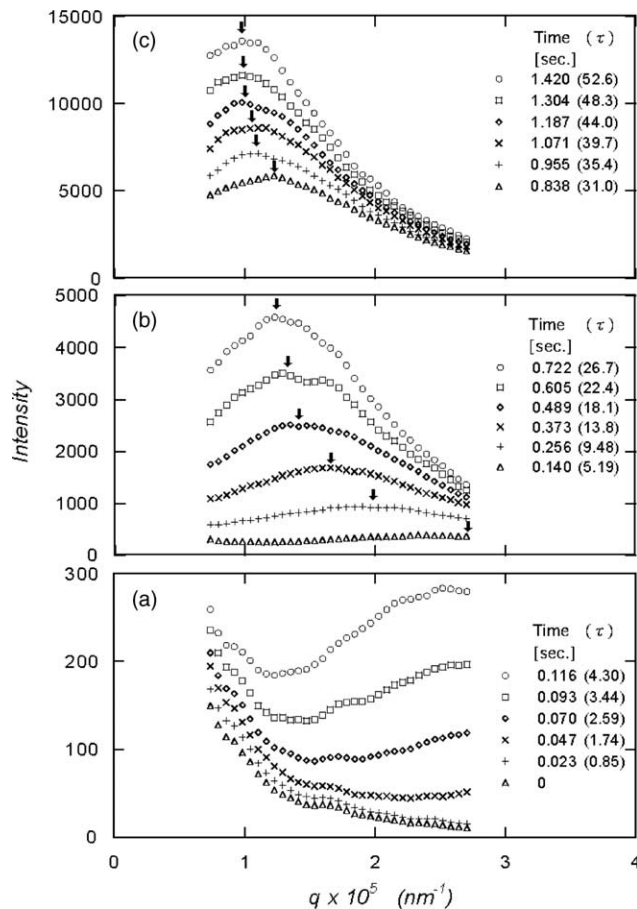 (c)
15000
10000
5000
0
Time (τ)
[sec.]
1.420 (52.6)
1.304 (48.3)
1.187 (44.0)
1.071 (39.7)
0.955 (35.4)
0.838 (31.0)
(b)
5000
4000
3000
2000
1000
0
Time (τ)
[sec.]
0.722 (26.7)
0.605 (22.4)
0.489 (18.1)
0.373 (13.8)
0.256 (9.48)
0.140 (5.19)
Intensity
(a)
300
200
100
0
Time (τ)
[sec.]
0.116 (4.30)
0.093 (3.44)
0.070 (2.59)
0.047 (1.74)
0.023 (0.85)
0
0 1 2 3 4
q × 10⁵ (nm⁻¹)